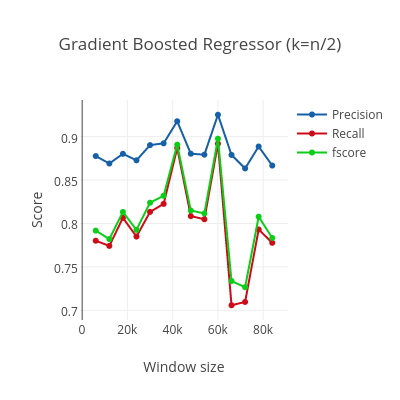 Gradient Boosted Regressor (k=n/2)
Precision
Recall
fscore
Score
0.9
0.85
0.8
0.75
0.7
0
20k
40k
60k
80k
Window size